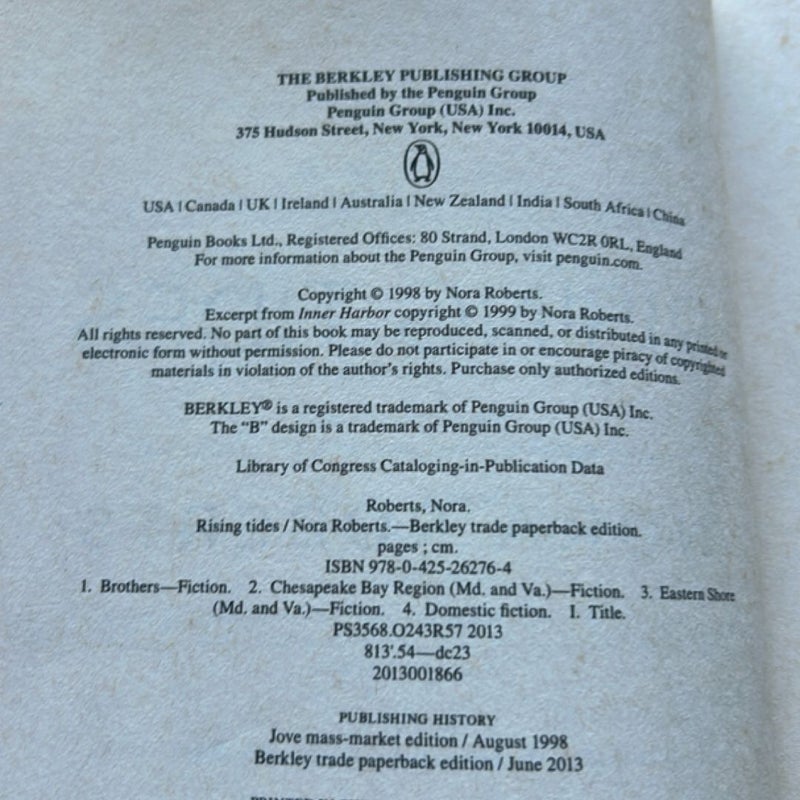 THE BERKLEY PUBLISHING GROUP
Published by the Penguin Group
Penguin Group (USA) Inc.
375 Hudson Street, New York, New York 10014, USA
USA | Canada | UK | Ireland | Australia | New Zealand | India | South Africa | China
Penguin Books Ltd., Registered Offices: 80 Strand, London WC2R 0RL, England
For more information about the Penguin Group, visit penguin.com.
Copyright © 1998 by Nora Roberts.
Excerpt from Inner Harbor copyright © 1999 by Nora Roberts.
All rights reserved. No part of this book may be reproduced, scanned, or distributed in any printed or
electronic form without permission. Please do not participate in or encourage piracy of copyrighted
materials in violation of the author's rights. Purchase only authorized editions.
BERKLEY® is a registered trademark of Penguin Group (USA) Inc.
The “B” design is a trademark of Penguin Group (USA) Inc.
Library of Congress Cataloging-in-Publication Data
Roberts, Nora.
Rising tides / Nora Roberts.—Berkley trade paperback edition.
pages ; cm.
ISBN 978-0-425-26276-4
1. Brothers—Fiction. 2. Chesapeake Bay Region (Md. and Va.)—Fiction. 3. Eastern Shore
(Md. and Va.)—Fiction. 4. Domestic fiction. I. Title.
PS3568.O243R57 2013
813'.54—dc23
2013001866
PUBLISHING HISTORY
Jove mass-market edition / August 1998
Berkley trade paperback edition / June 2013